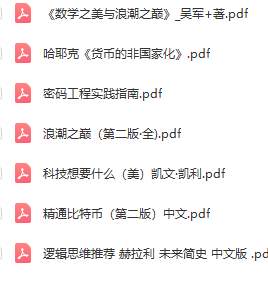 《数学之美与浪潮之巅》_吴军+著.pdf
哈耶克《货币的非国家化》.pdf
密码工程实践指南.pdf
浪潮之巅（第二版·全).pdf
科技想要什么（美）凯文·凯利.pdf
精通比特币（第二版）中文.pdf
逻辑思维推荐 赫拉利 未来简史 中文版 .pd